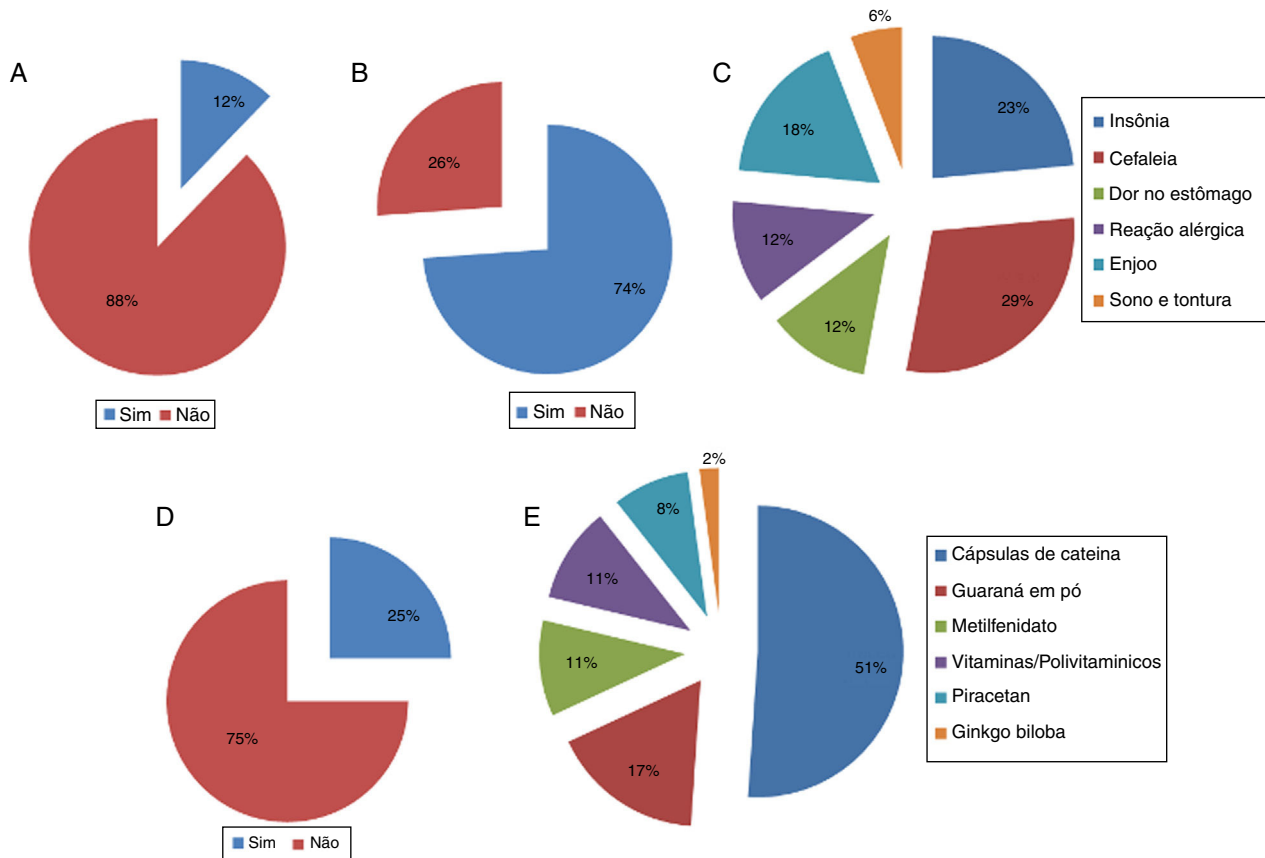 A
12%
88%
Sim Não
B
26%
74%
Sim Não
C
6%
23%
18%
12%
12%
29%
Insônia
Cefaleia
Dor no estômago
Reação alérgica
Enjoo
Sono e tontura
D
25%
75%
Sim Não
E
2%
8%
11%
11%
17%
51%
Cápsulas de cateina
Guaraná em pó
Metilfenidato
Vitaminas/Polivitaminicos
Piracetan
Ginkgo biloba